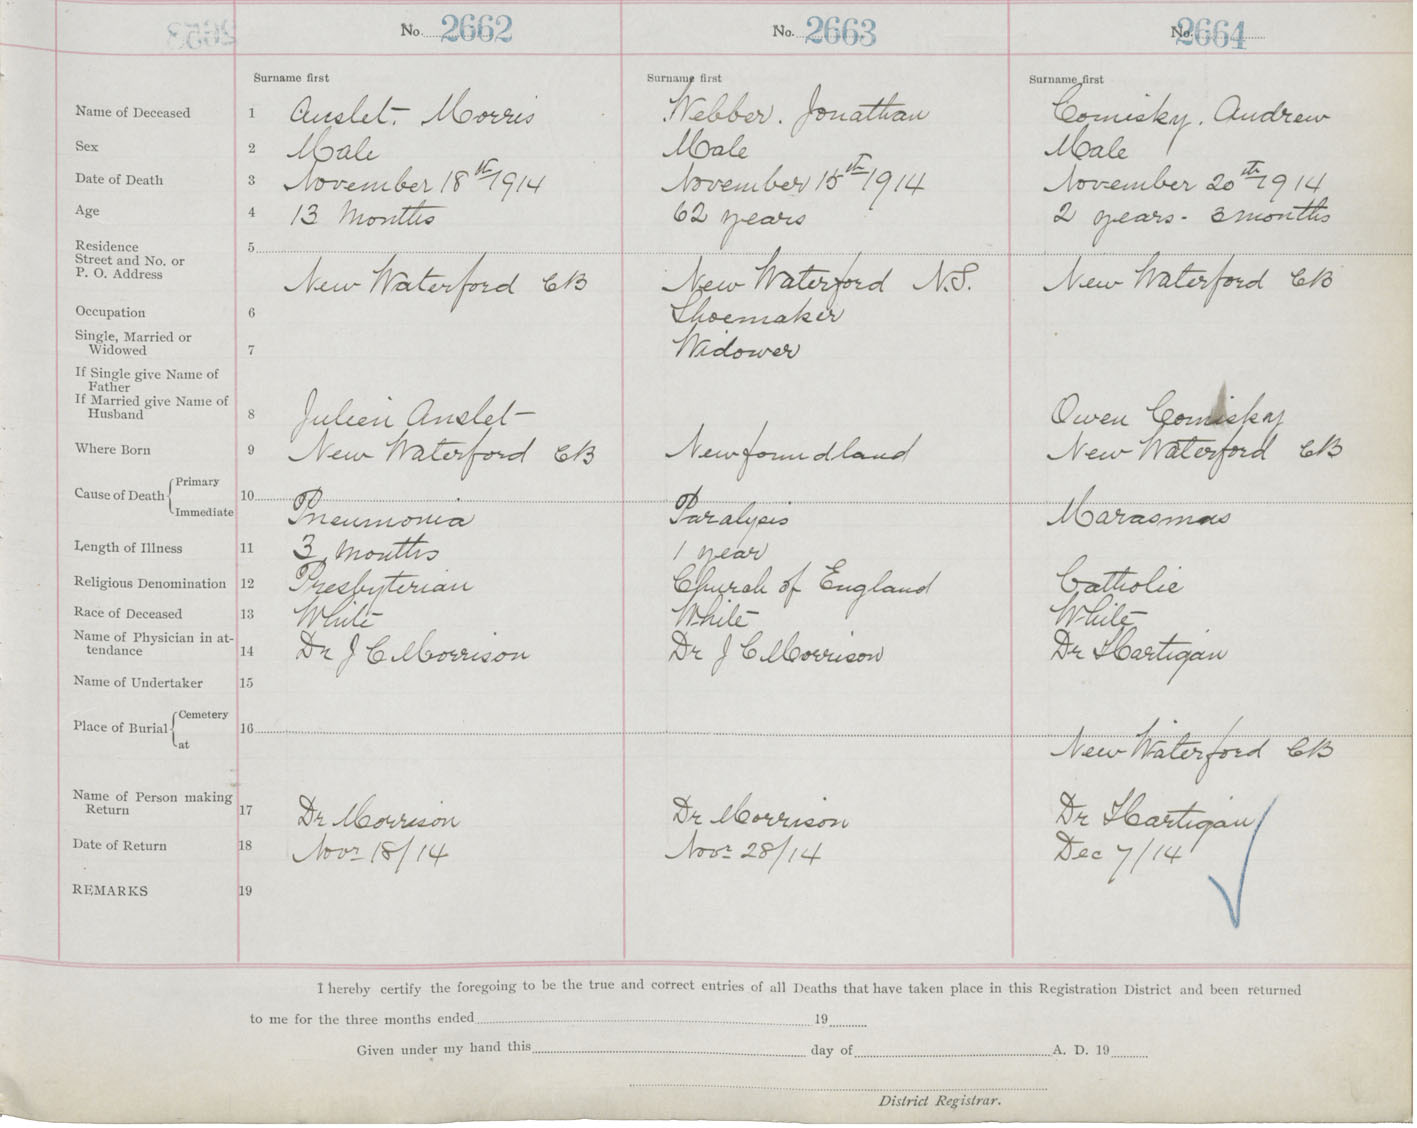 No. 2662 No. 2663 No. 2664
Surname first Surname first Surname first
Name of Deceased 1 Anslet. Morris Webber. Jonathan Comisky. Andrew
Sex 2 Male Male Male
Date of Death 3 November 18th 1914 November 15th 1914 November 20th 1914
Age 4 13 Months 62 years 2 years - 3 months
Residence 5
Street and No. or
P. O. Address New Waterford CB New Waterford N.S. New Waterford CB
Occupation 6 Shoemaker
Single, Married or
Widowed 7 Widower
If Single give Name of
Father
If Married give Name of
Husband 8 Julien Anslet Owen Comisky
Where Born 9 New Waterford CB Newfoundland New Waterford CB
Cause of Death { Primary 10
Immediate Pneumonia Paralysis Marasmus
Length of Illness 11 3 months 1 year
Religious Denomination 12 Presbyterian Church of England Catholic
Race of Deceased 13 White White White
Name of Physician in at-
tendance 14 Dr J C Morrison Dr J C Morrison Dr Hartigan
Name of Undertaker 15
Place of Burial { Cemetery 16
at New Waterford CB
Name of Person making
Return 17 Dr Morrison Dr Morrison Dr Hartigan
Date of Return 18 Novr 18/14 Novr 28/14 Dec 7/14
REMARKS 19
I hereby certify the foregoing to be the true and correct entries of all Deaths that have taken place in this Registration District and been returned
to me for the three months ended 19
Given under my hand this day of A. D. 19
District Registrar.